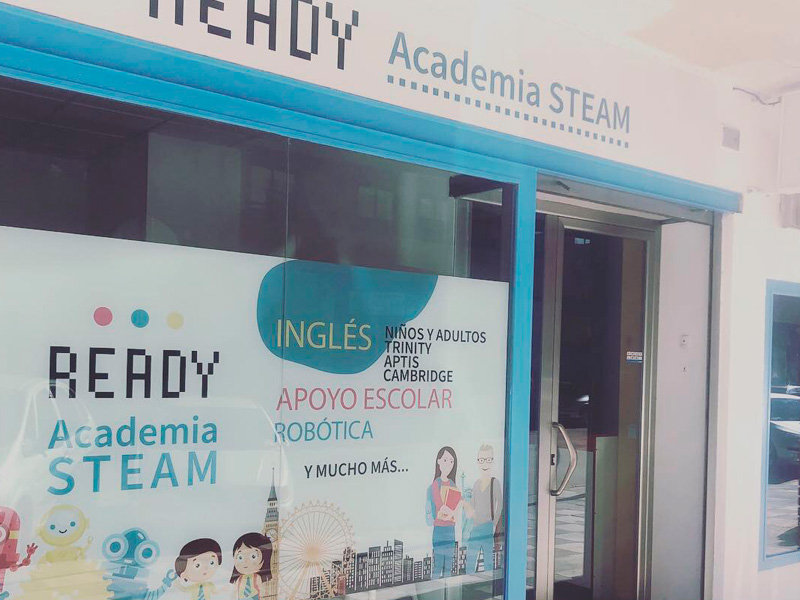 READY
Academia STEAM
READY
Academia
STEAM
INGLÉS
NIÑOS Y ADULTOS
TRINITY
APTIS
CAMBRIDGE
APOYO ESCOLAR
ROBÓTICA
Y MUCHO MÁS...